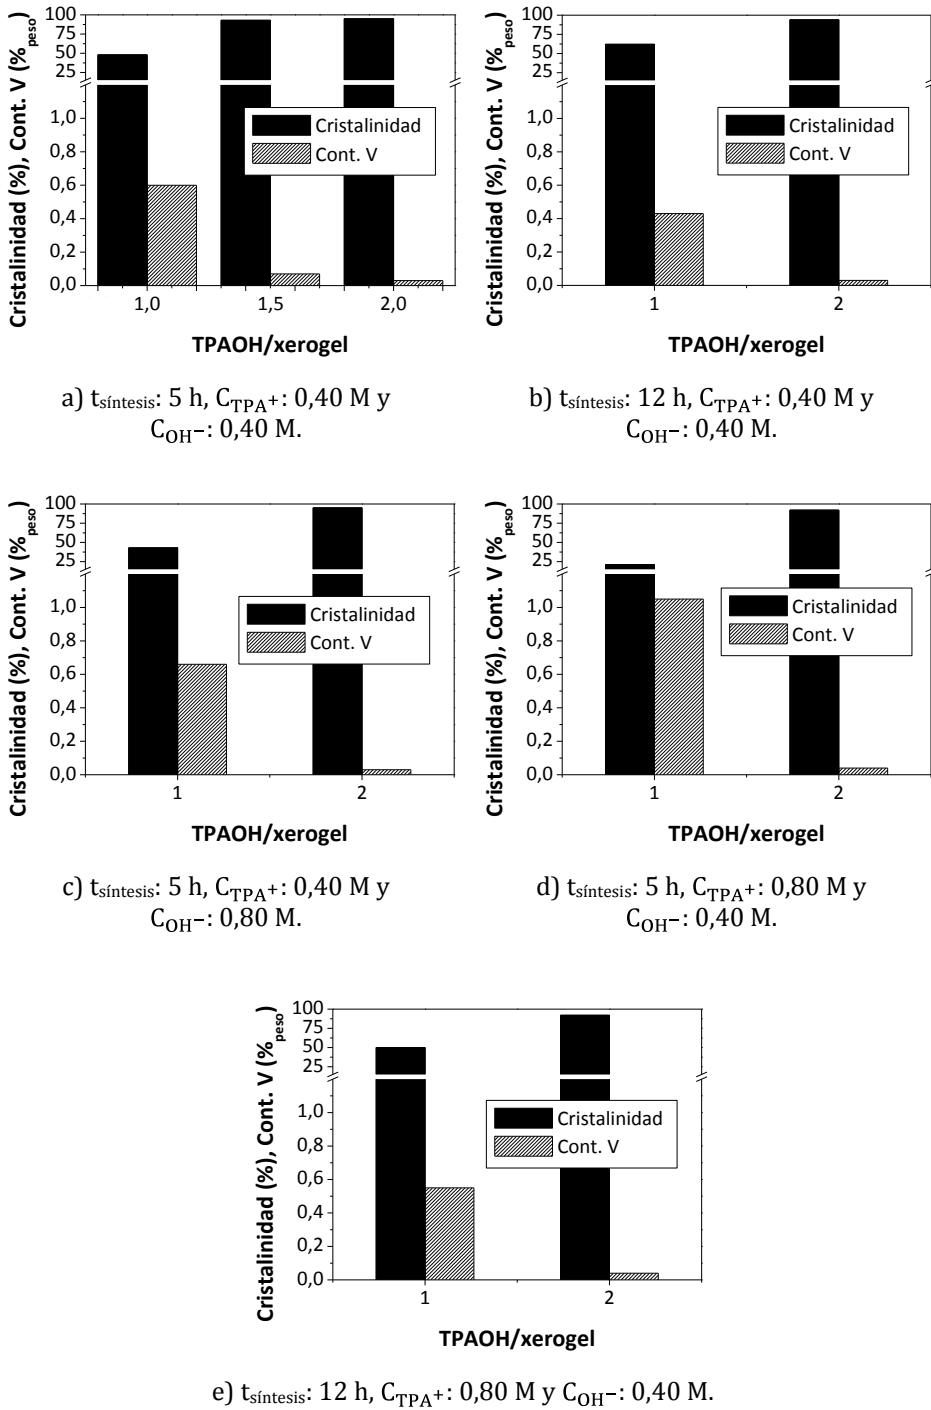 Cristalinidad (%), Cont. V (%peso)
100
75
50
25
1,0
0,8
0,6
0,4
0,2
0,0
Cristalinidad
Cont. V
1,0 1,5 2,0
TPAOH/xerogel
a) tsíntesis: 5 h, CTPA+: 0,40 M y
COH−: 0,40 M.
Cristalinidad (%), Cont. V (%peso)
100
75
50
25
1,0
0,8
0,6
0,4
0,2
0,0
Cristalinidad
Cont. V
1 2
TPAOH/xerogel
b) tsíntesis: 12 h, CTPA+: 0,40 M y
COH−: 0,40 M.
Cristalinidad (%), Cont. V (%peso)
100
75
50
25
1,0
0,8
0,6
0,4
0,2
0,0
Cristalinidad
Cont. V
1 2
TPAOH/xerogel
c) tsíntesis: 5 h, CTPA+: 0,40 M y
COH−: 0,80 M.
Cristalinidad (%), Cont. V (%peso)
100
75
50
25
1,0
0,8
0,6
0,4
0,2
0,0
Cristalinidad
Cont. V
1 2
TPAOH/xerogel
d) tsíntesis: 5 h, CTPA+: 0,80 M y
COH−: 0,40 M.
Cristalinidad (%), Cont. V (%peso)
100
75
50
25
1,0
0,8
0,6
0,4
0,2
0,0
Cristalinidad
Cont. V
1 2
TPAOH/xerogel
e) tsíntesis: 12 h, CTPA+: 0,80 M y COH−: 0,40 M.